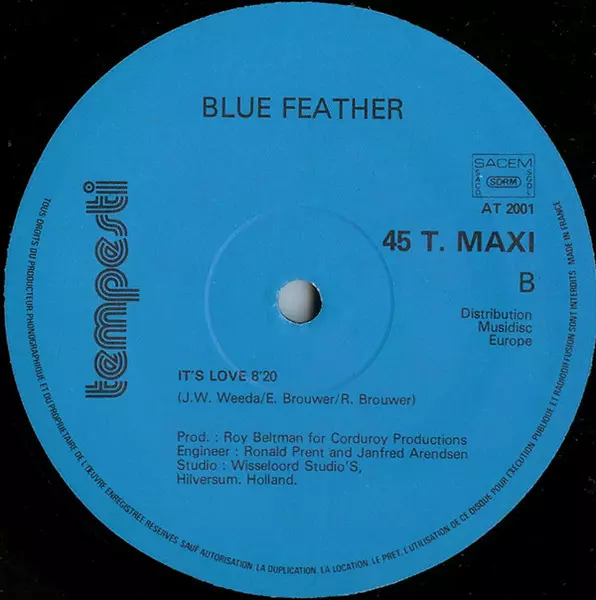 BLUE FEATHER
tempesti
SACEM
SACD
SDRM
SCDL
AT 2001
45 T. MAXI
B
Distribution
Musidisc
Europe
IT'S LOVE 8'20
(J.W. Weeda/E. Brouwer/R. Brouwer)
Prod. : Roy Beltman for Corduroy Productions
Engineer : Ronald Prent and Janfred Arendsen
Studio : Wisseloord Studio'S,
Hilversum. Holland.
TOUS DROITS DU PRODUCTEUR PHONOGRAPHIQUE ET DU PROPRIETAIRE DE L'ŒUVRE ENREGISTREE RESERVES. SAUF AUTORISATION. LA DUPLICATION. LA LOCATION. LE PRET. L'UTILISATION DE CE DISQUE POUR L'EXECUTION PUBLIQUE ET RADIODIFFUSION SONT INTERDITS MADE IN FRANCE